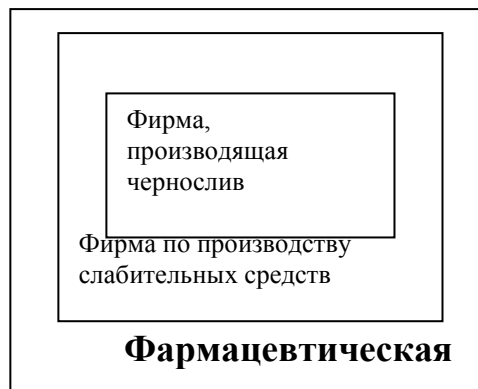 Фирма,
производящая
чернослив
Фирма по производству
слабительных средств
Фармацевтическая